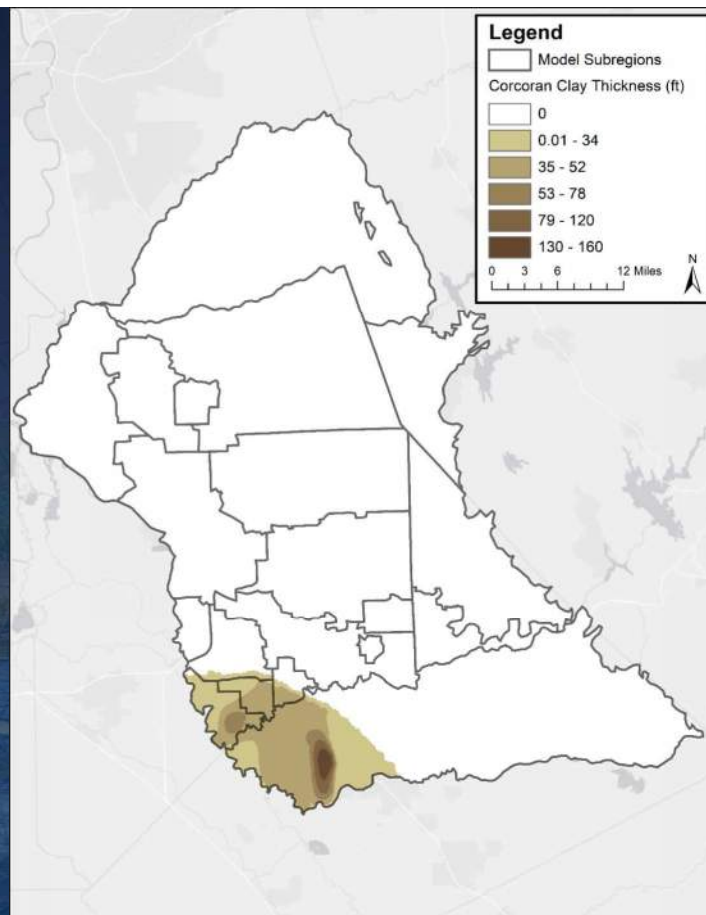 Legend
Model Subregions
Corcoran Clay Thickness (ft)
0
0.01 - 34
35 - 52
53 - 78
79 - 120
130 - 160
0 3 6 12 Miles
N